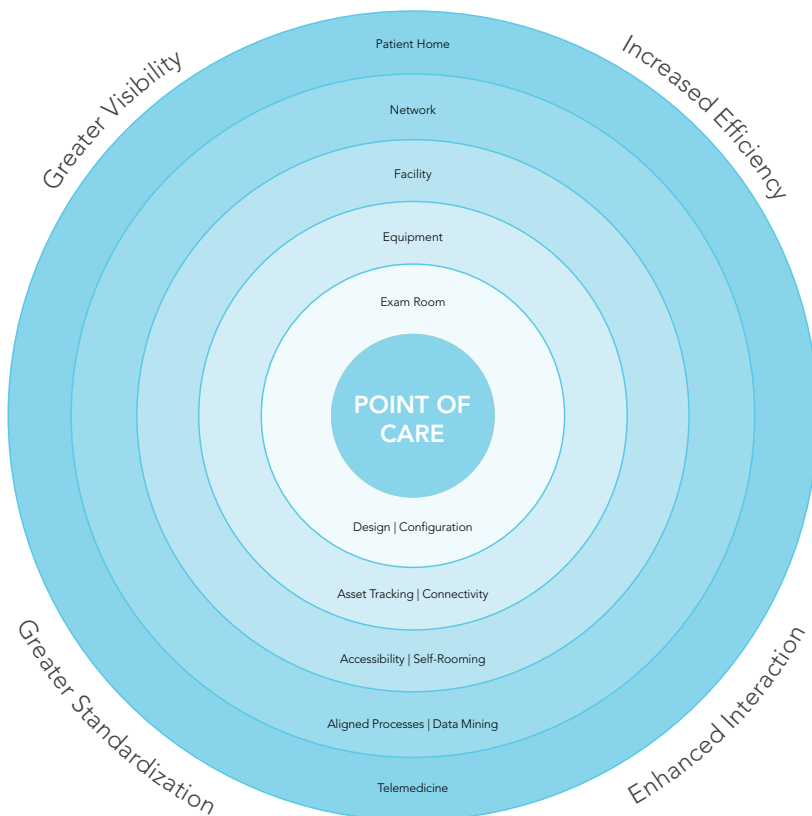 Patient Home
Greater Visibility
Increased Efficiency
Network
Facility
Equipment
Exam Room
POINT OF
CARE
Design | Configuration
Asset Tracking | Connectivity
Accessibility | Self-Rooming
Aligned Processes | Data Mining
Greater Standardization
Enhanced Interaction
Telemedicine